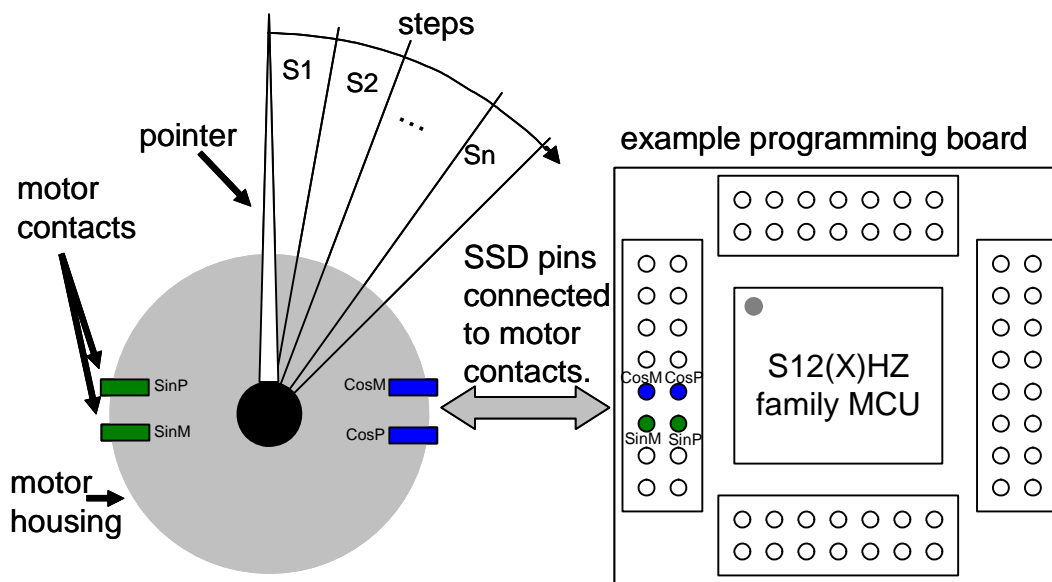 steps
S1
S2
...
Sn
pointer
motor
contacts
SinP
SinM
CosM
CosP
motor
housing
SSD pins
connected
to motor
contacts.
example programming board
CosM CosP
SinM SinP
S12(X)HZ
family MCU